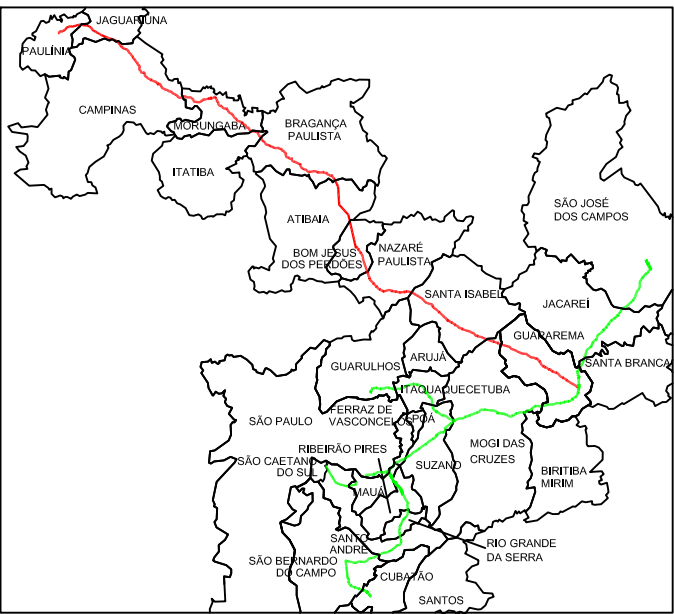 JAGUARIÚNA
PAULÍNIA
CAMPINAS
MORUNGABA
BRAGANÇA
PAULISTA
ITATIBA
ATIBAIA
SÃO JOSÉ
DOS CAMPOS
BOM JESUS
DOS PERDÕES
NAZARÉ
PAULISTA
SANTA ISABEL
JACAREÍ
GUARAREMA
GUARULHOS
ARUJÁ
SANTA BRANCA
ITAQUAQUECETUBA
FERRAZ DE
VASCONCELOS
POÁ
SÃO PAULO
RIBEIRÃO PIRES
MOGI DAS
CRUZES
SÃO CAETANO
DO SUL
SUZANO
BIRITIBA
MIRIM
MAUÁ
SANTO
ANDRÉ
RIO GRANDE
DA SERRA
SÃO BERNARDO
DO CAMPO
CUBATÃO
SANTOS